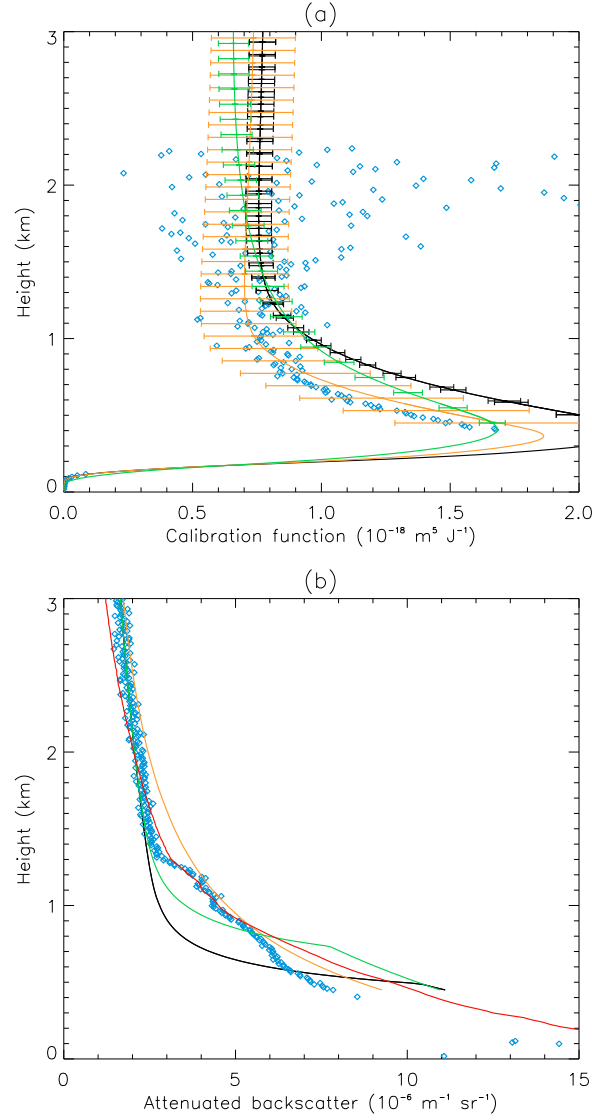 (a)
3
2
1
0
Height (km)
0.0 0.5 1.0 1.5 2.0
Calibration function (10⁻¹⁸ m⁵ J⁻¹)
(b)
3
2
1
0
Height (km)
0 5 10 15
Attenuated backscatter (10⁻⁶ m⁻¹ sr⁻¹)